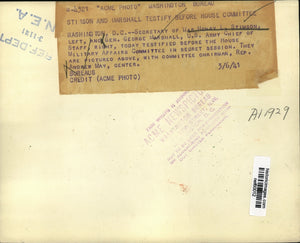 "ACME PHOTO" WASHINGTON BUREAU
STIMSON AND MARSHALL TESTIFY BEFORE HOUSE COMMITTEE
WASHINGTON, D.C.--SECRETARY OF WAR HENRY L. STIMSON,
LEFT, AND GEN. GEORGE MARSHALL, U.S. ARMY CHIEF OF
STAFF, RIGHT, TODAY TESTIFIED BEFORE THE HOUSE
MILITARY AFFAIRS COMMITTEE IN SECRET SESSION. THEY
ARE PICTURED ABOVE, WITH COMMITTEE CHAIRMAN, REP.
ANDREW MAY, CENTER.
BUREAUS 3/6/41
CREDIT (ACME PHOTO)
N.E.A.
REF. DEPT
A11929
ACME NEWSPICTURES
WASHINGTON BUREAU